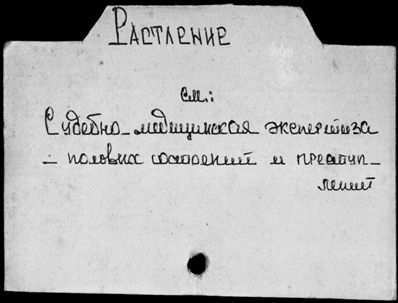 Растление
см.:
Судебно-медицинская экспертиза
- половых состояний и преступ-
лений